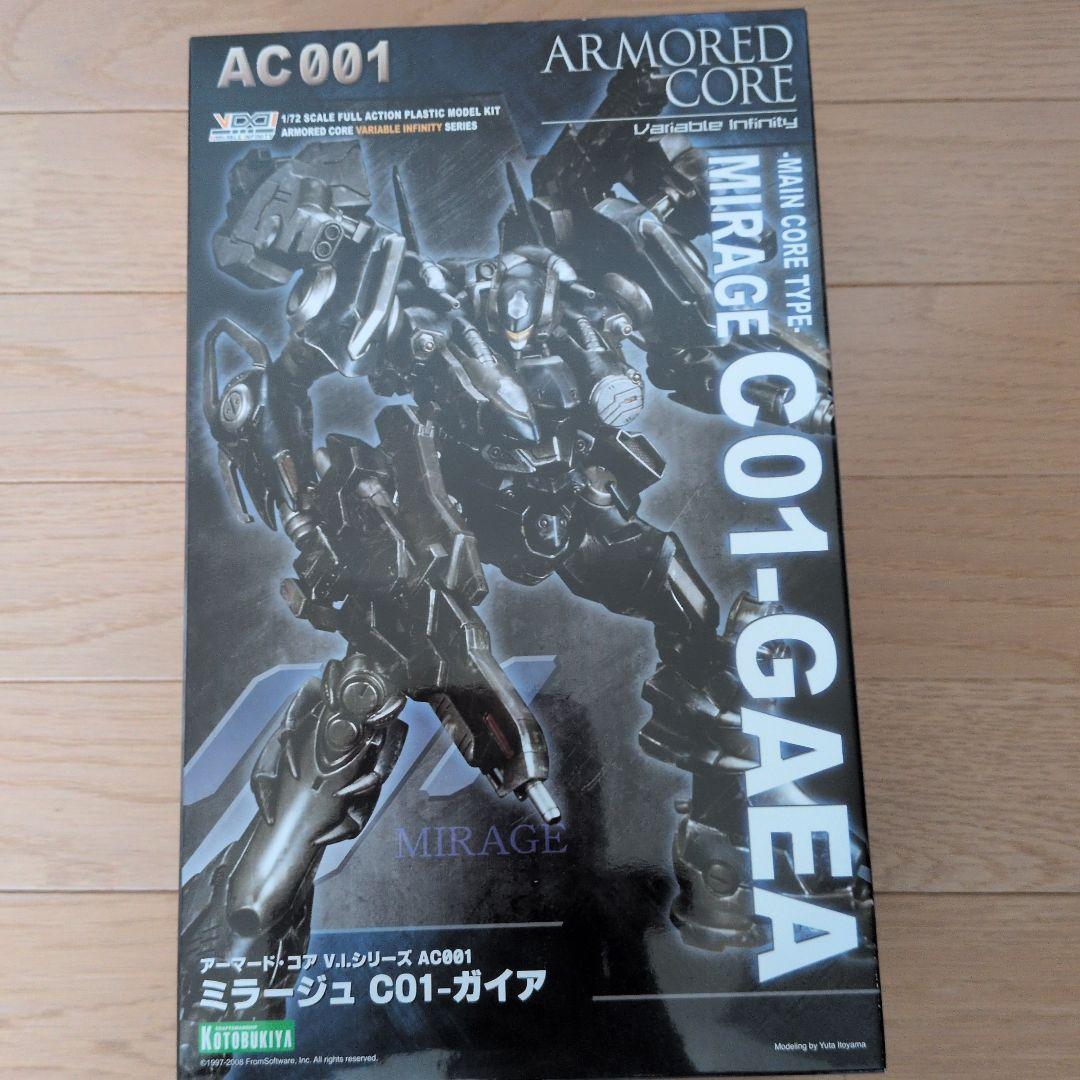 AC001
ARMORED
CORE
Variable Infinity
1/72 SCALE FULL ACTION PLASTIC MODEL KIT
ARMORED CORE VARIABLE INFINITY SERIES
VARIABLE INFINITY
-MAIN CORE TYPE-
MIRAGE C01-GAEA
MIRAGE
アーマード・コア V.I.シリーズ AC001
ミラージュ C01-ガイア
CRAFTSMANSHIP
KOTOBUKIYA
©1997-2008 FromSoftware, Inc. All rights reserved.
Modeling by Yuta Itoyama